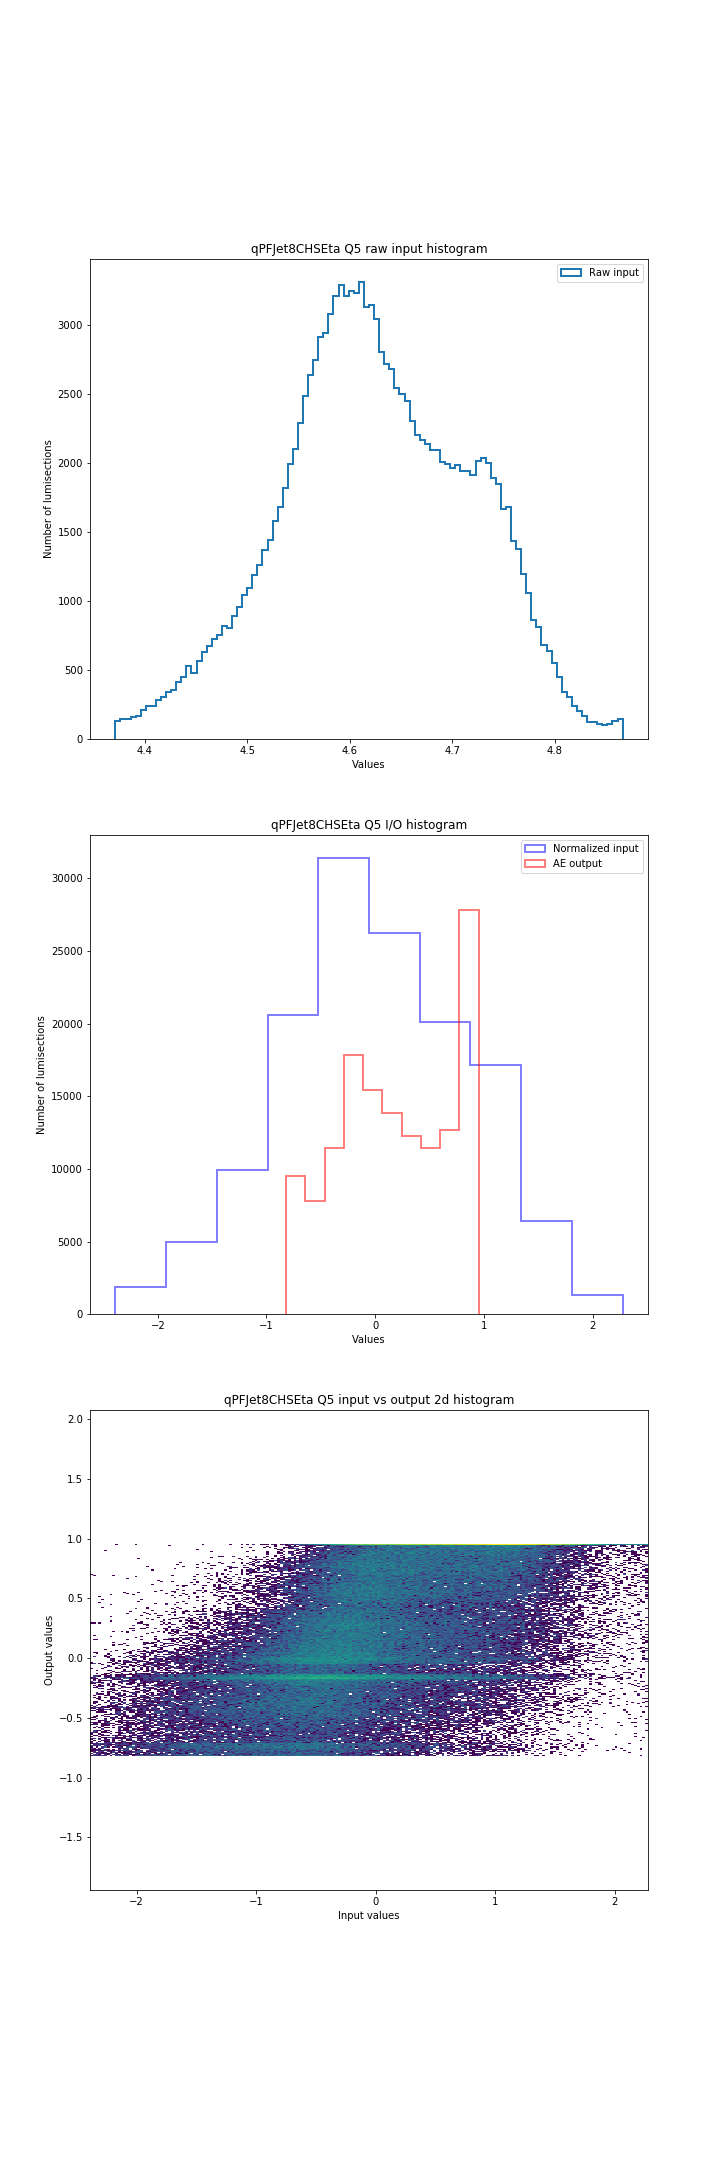 qPFJet8CHSEta Q5 raw input histogram
Raw input
3000
2500
2000
1500
1000
500
0
Number of lumisections
4.4 4.5 4.6 4.7 4.8
Values
qPFJet8CHSEta Q5 I/O histogram
Normalized input
AE output
30000
25000
20000
15000
10000
5000
0
Number of lumisections
−2 −1 0 1 2
Values
qPFJet8CHSEta Q5 input vs output 2d histogram
2.0
1.5
1.0
0.5
0.0
−0.5
−1.0
−1.5
Output values
−2 −1 0 1 2
Input values